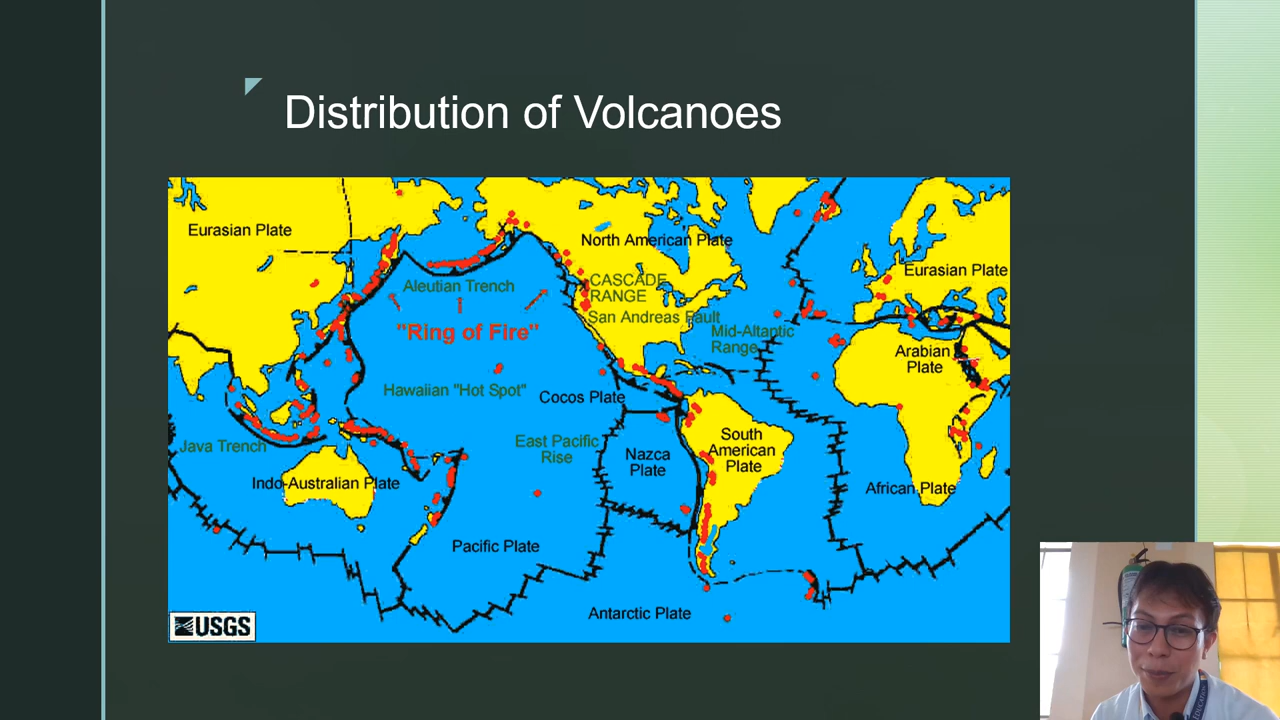 Distribution of Volcanoes
Eurasian Plate
North American Plate
Aleutian Trench
CASCADE
RANGE
Eurasian Plate
"Ring of Fire"
San Andreas Fault
Mid-Altantic
Range
Arabian
Plate
Hawaiian "Hot Spot"
Cocos Plate
Java Trench
East Pacific
Rise
Nazca
Plate
South
American
Plate
Indo-Australian Plate
African Plate
Pacific Plate
Antarctic Plate
USGS